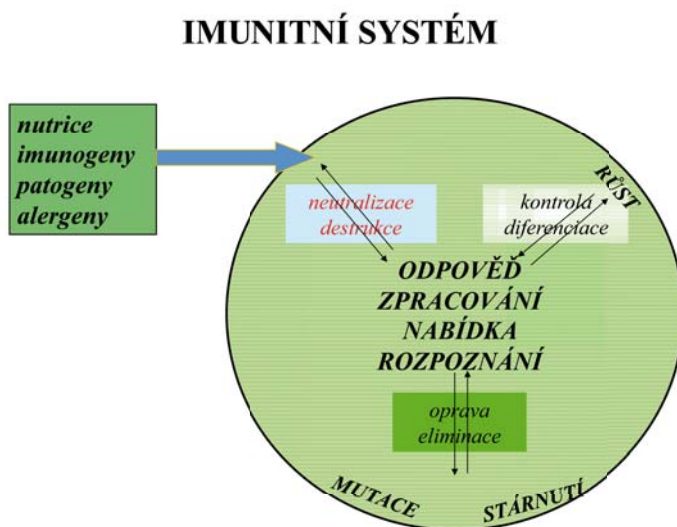 IMUNITNÍ SYSTÉM
nutrice
imunogeny
patogeny
alergeny
neutralizace
destrukce
kontrola
diferenciace
RŮST
ODPOVĚĎ
ZPRACOVÁNÍ
NABÍDKA
ROZPOZNÁNÍ
oprava
eliminace
MUTACE
STÁRNUTÍ